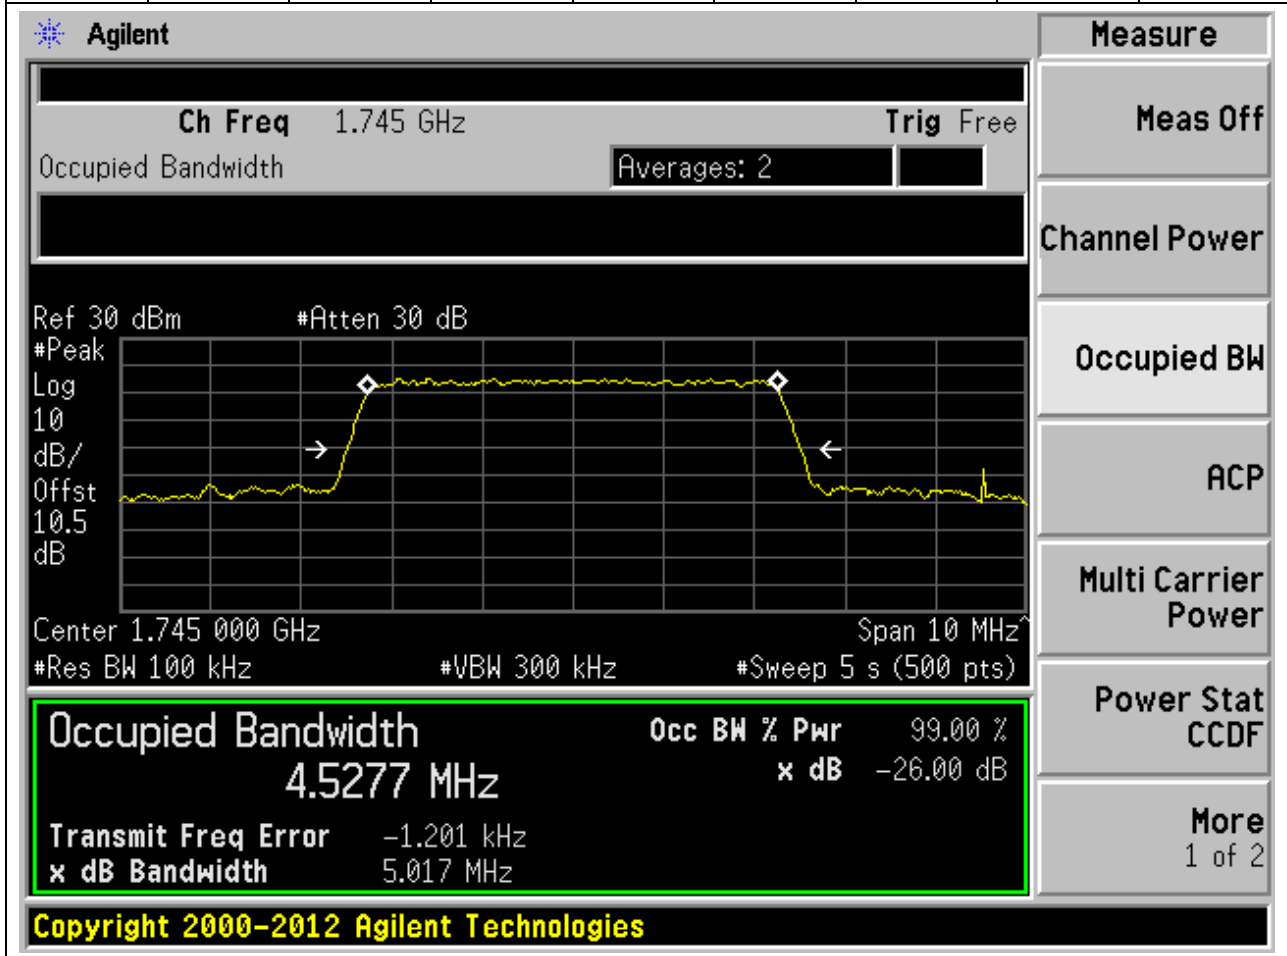 Agilent
Measure
Ch Freq 1.745 GHz Trig Free
Occupied Bandwidth Averages: 2
Meas Off
Channel Power
Occupied BW
ACP
Multi Carrier
Power
Power Stat
CCDF
More
1 of 2
Ref 30 dBm #Atten 30 dB
#Peak
Log
10
dB/
Offst
10.5
dB
Center 1.745 000 GHz Span 10 MHz^
#Res BW 100 kHz #VBW 300 kHz #Sweep 5 s (500 pts)
Occupied Bandwidth Occ BW % Pwr 99.00 %
4.5277 MHz x dB -26.00 dB
Transmit Freq Error -1.201 kHz
x dB Bandwidth 5.017 MHz
Copyright 2000-2012 Agilent Technologies